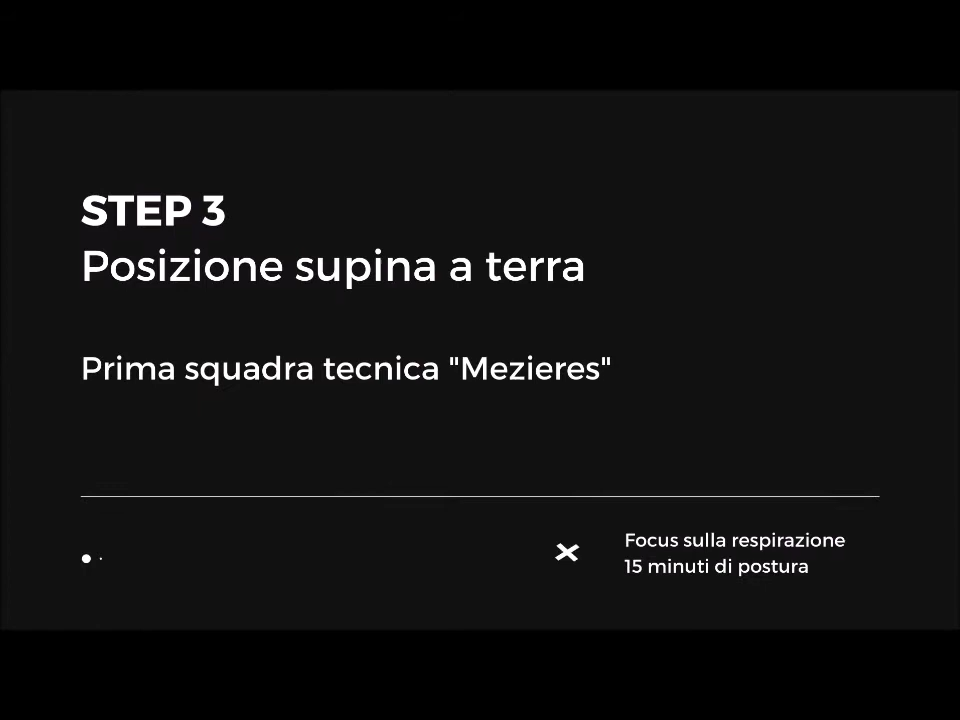 STEP 3
Posizione supina a terra
Prima squadra tecnica "Mezieres"
Focus sulla respirazione
15 minuti di postura